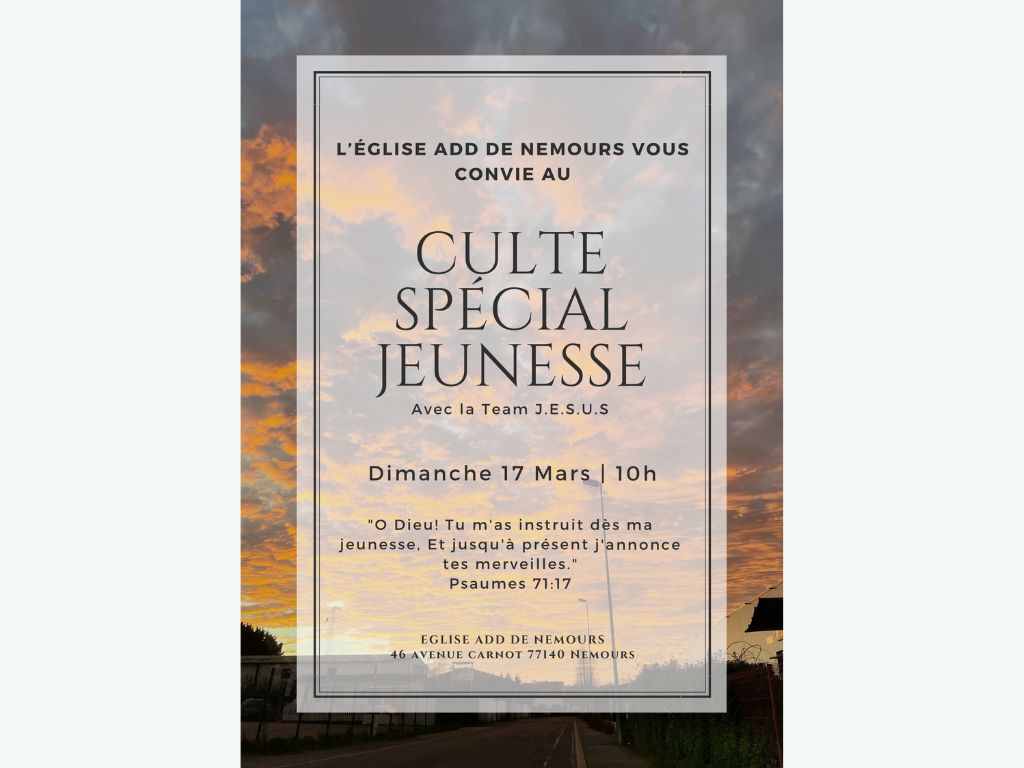 L'ÉGLISE ADD DE NEMOURS VOUS
CONVIE AU
CULTE
SPÉCIAL
JEUNESSE
Avec la Team J.E.S.U.S
Dimanche 17 Mars | 10h
"O Dieu! Tu m'as instruit dès ma
jeunesse, Et jusqu'à présent j'annonce
tes merveilles."
Psaumes 71:17
EGLISE ADD DE NEMOURS
46 AVENUE CARNOT 77140 NEMOURS